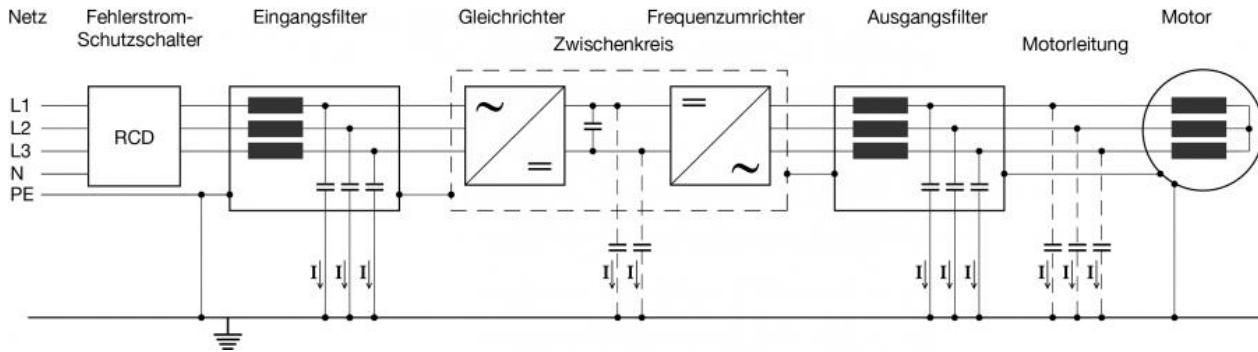 Netz
Fehlerstrom-
Schutzschalter
Eingangsfilter
Gleichrichter
Frequenzumrichter
Zwischenkreis
Ausgangsfilter
Motorleitung
Motor
L1
L2
L3
N
PE
RCD
I I I
I I
I I I
I I I